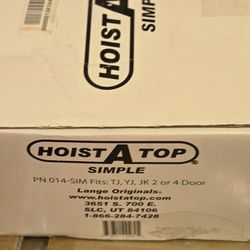 HOIST A TOP
SIMPLE
HOIST A TOP®
SIMPLE
PN 014-SIM Fits: TJ, YJ, JK 2 or 4 Door
Lange Originals-
www.hoistatop.com
3651 S. 700 E.
SLC, UT 84106
1-866-284-7428